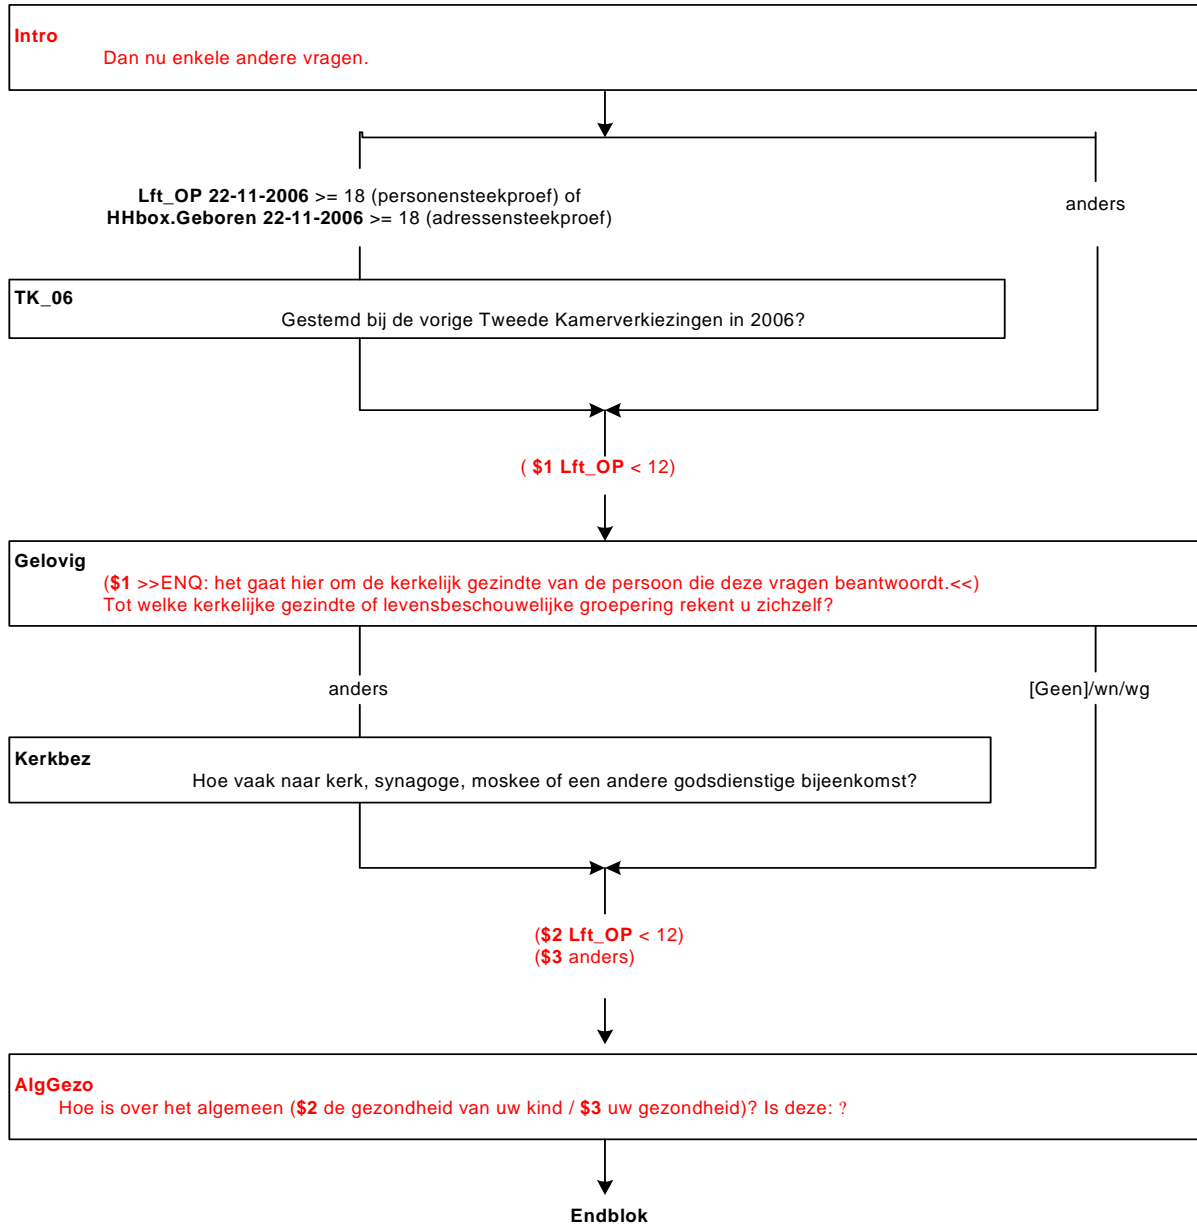 Intro
Dan nu enkele andere vragen.
Lft_OP 22-11-2006 >= 18 (personensteekproef) of
HHbox.Geboren 22-11-2006 >= 18 (adressensteekproef)
anders
TK_06
Gestemd bij de vorige Tweede Kamerverkiezingen in 2006?
( $1 Lft_OP < 12)
Gelovig
($1 >>ENQ: het gaat hier om de kerkelijk gezindte van de persoon die deze vragen beantwoordt.<<)
Tot welke kerkelijke gezindte of levensbeschouwelijke groepering rekent u zichzelf?
anders
[Geen]/wn/wg
Kerkbez
Hoe vaak naar kerk, synagoge, moskee of een andere godsdienstige bijeenkomst?
($2 Lft_OP < 12)
($3 anders)
AlgGezo
Hoe is over het algemeen ($2 de gezondheid van uw kind / $3 uw gezondheid)? Is deze: ?
Endblok